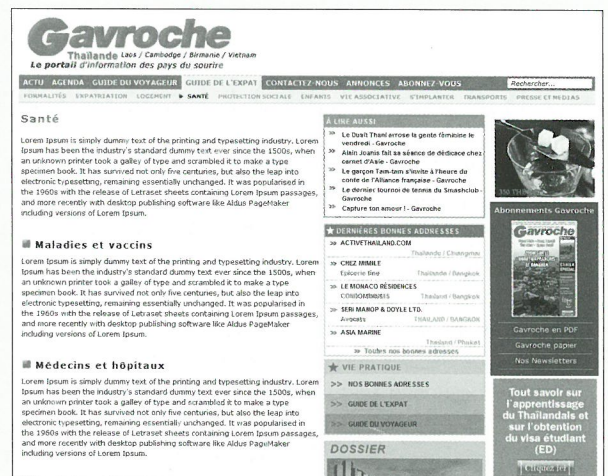 Gavroche
Thaïlande Laos / Cambodge / Birmanie / Vietnam
Le portail d'information des pays du sourire
ACTU AGENDA GUIDE DU VOYAGEUR GUIDE DE L'EXPAT CONTACTEZ-NOUS ANNONCES ABONNEZ-VOUS Rechercher...
FORMALITÉS EXPATRIATION LOGEMENT ► SANTÉ PROTECTION SOCIALE ENFANTS VIE ASSOCIATIVE S'IMPLANTER TRANSPORTS PRESSE ET MÉDIAS
Santé
Lorem Ipsum is simply dummy text of the printing and typesetting industry. Lorem
Ipsum has been the industry's standard dummy text ever since the 1500s, when
an unknown printer took a galley of type and scrambled it to make a type
specimen book. It has survived not only five centuries, but also the leap into
electronic typesetting, remaining essentially unchanged. It was popularised in
the 1960s with the release of Letraset sheets containing Lorem Ipsum passages,
and more recently with desktop publishing software like Aldus PageMaker
including versions of Lorem Ipsum.
Maladies et vaccins
Lorem Ipsum is simply dummy text of the printing and typesetting industry. Lorem
Ipsum has been the industry's standard dummy text ever since the 1500s, when
an unknown printer took a galley of type and scrambled it to make a type
specimen book. It has survived not only five centuries, but also the leap into
electronic typesetting, remaining essentially unchanged. It was popularised in
the 1960s with the release of Letraset sheets containing Lorem Ipsum passages,
and more recently with desktop publishing software like Aldus PageMaker
including versions of Lorem Ipsum.
Médecins et hôpitaux
Lorem Ipsum is simply dummy text of the printing and typesetting industry. Lorem
Ipsum has been the industry's standard dummy text ever since the 1500s, when
an unknown printer took a galley of type and scrambled it to make a type
specimen book. It has survived not only five centuries, but also the leap into
electronic typesetting, remaining essentially unchanged. It was popularised in
the 1960s with the release of Letraset sheets containing Lorem Ipsum passages,
and more recently with desktop publishing software like Aldus PageMaker
including versions of Lorem Ipsum.
À LIRE AUSSI
>> Le Dusit Thani arrose la gente féminine le
vendredi - Gavroche
>> Alain Joanis fait sa séance de dédicace chez
carnet d'Asie - Gavroche
>> Le garçon Tam-tam s'invite à l'heure du
conte de l'Alliance française - Gavroche
>> Le dernier tournoi de tennis du Smashclub -
Gavroche
>> Capture ton amour ! - Gavroche
★ DERNIÈRES BONNES ADRESSES
>> ACTIVETHAILAND.COM
Thaïlande / Changmai
>> CHEZ MIMILE
Epicerie fine Thaïlande / Bangkok
>> LE MONACO RÉSIDENCES
CONDOMINIUMS Thailand / Bangkok
>> SERI MANOP & DOYLE LTD.
Avocats THAILAND / BANGKOK
>> ASIA MARINE
Thailand / Phuket
>> Toutes nos bonnes adresses
★ VIE PRATIQUE
>> NOS BONNES ADRESSES
>> GUIDE DE L'EXPAT
>> GUIDE DU VOYAGEUR
DOSSIER
Abonnements Gavroche
Gavroche
Gavroche en PDF
Gavroche papier
Nos Newsletters
Tout savoir sur
l'apprentissage
du Thaïlandais et
sur l'obtention
du visa étudiant
(ED)
Cliquez ici